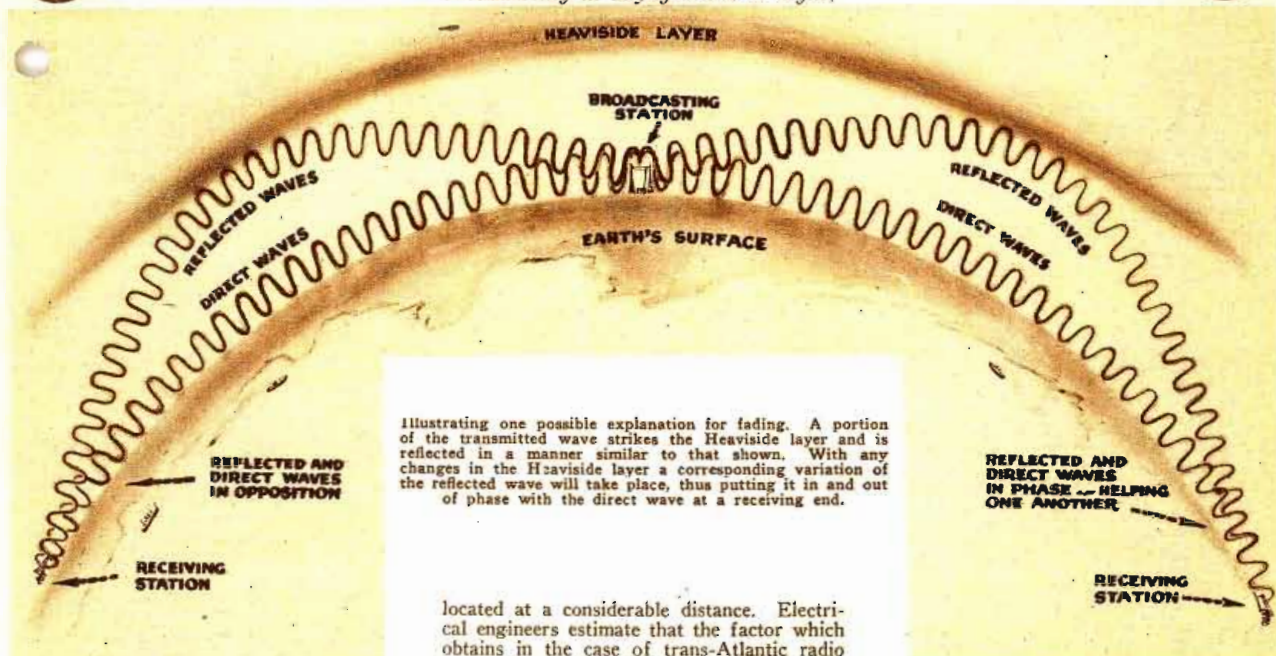 HEAVISIDE LAYER
BROADCASTING
STATION
REFLECTED WAVES
DIRECT WAVES
REFLECTED WAVES
DIRECT WAVES
EARTH'S SURFACE
Illustrating one possible explanation for fading. A portion
of the transmitted wave strikes the Heaviside layer and is
reflected in a manner similar to that shown. With any
changes in the Heaviside layer a corresponding variation of
the reflected wave will take place, thus putting it in and out
of phase with the direct wave at a receiving end.
REFLECTED AND
DIRECT WAVES
IN OPPOSITION
RECEIVING
STATION
REFLECTED AND
DIRECT WAVES
IN PHASE - HELPING
ONE ANOTHER
RECEIVING
STATION
located at a considerable distance. Electri-
cal engineers estimate that the factor which
obtains in the case of trans-Atlantic radio